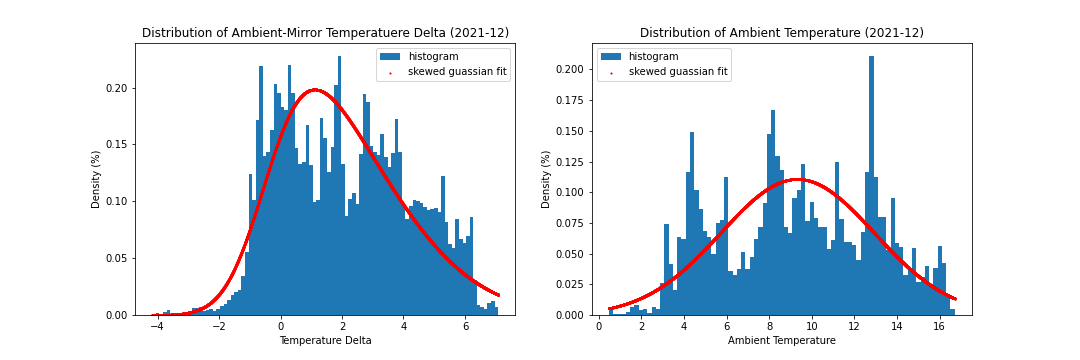 Distribution of Ambient-Mirror Temperatuere Delta (2021-12)
histogram
skewed guassian fit
Density (%)
0.20
0.15
0.10
0.05
0.00
−4
−2
0
2
4
6
Temperature Delta
Distribution of Ambient Temperature (2021-12)
histogram
skewed guassian fit
Density (%)
0.200
0.175
0.150
0.125
0.100
0.075
0.050
0.025
0.000
0
2
4
6
8
10
12
14
16
Ambient Temperature